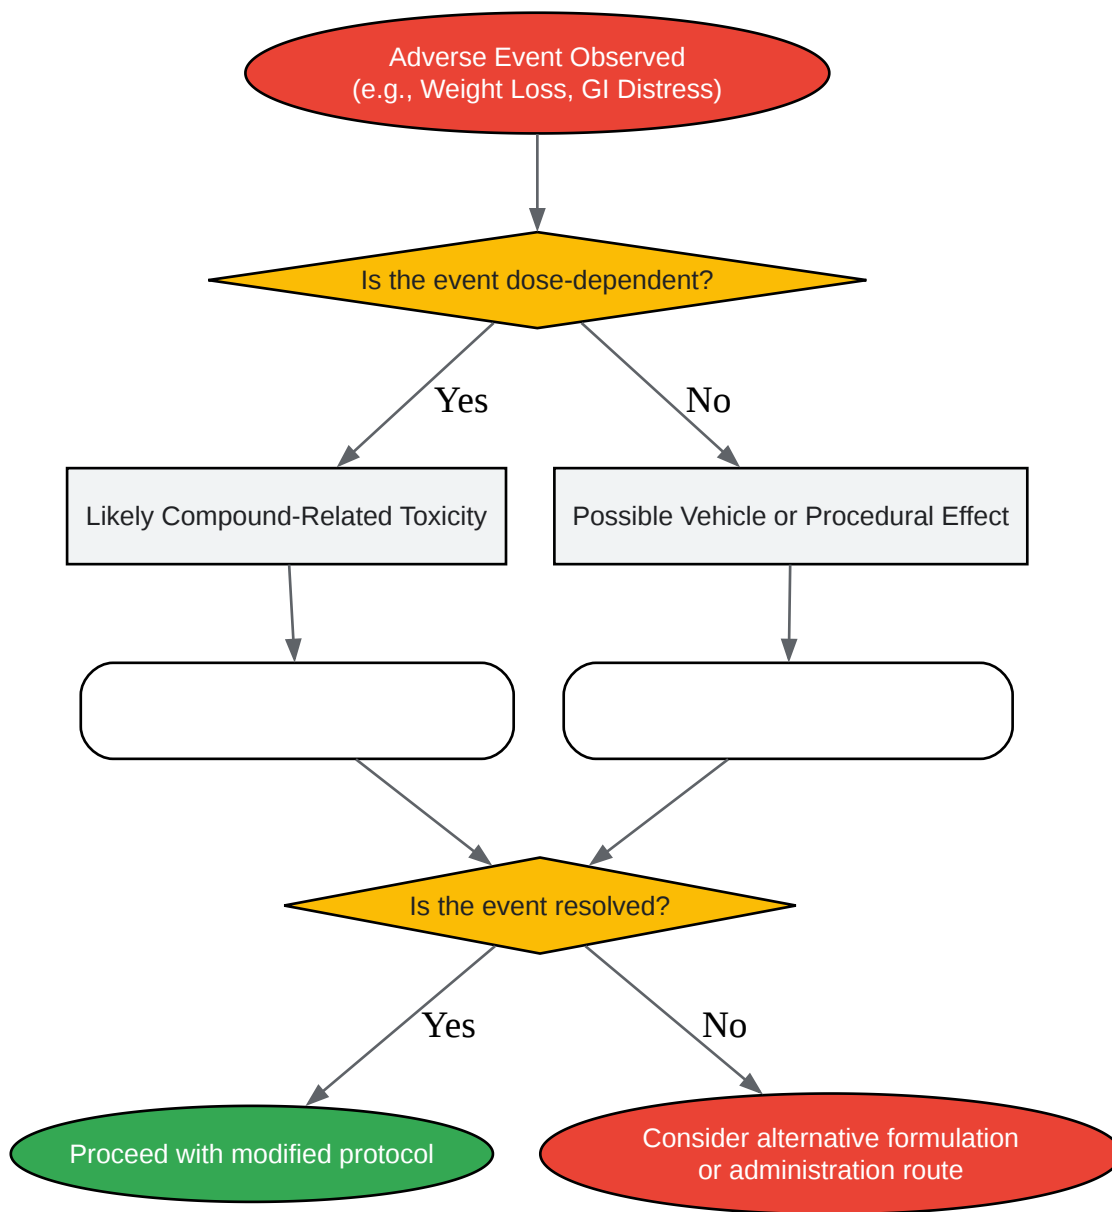 Adverse Event Observed
(e.g., Weight Loss, GI Distress)
Is the event dose-dependent?
Yes
No
Likely Compound-Related Toxicity
Possible Vehicle or Procedural Effect
Is the event resolved?
Yes
No
Proceed with modified protocol
Consider alternative formulation
or administration route